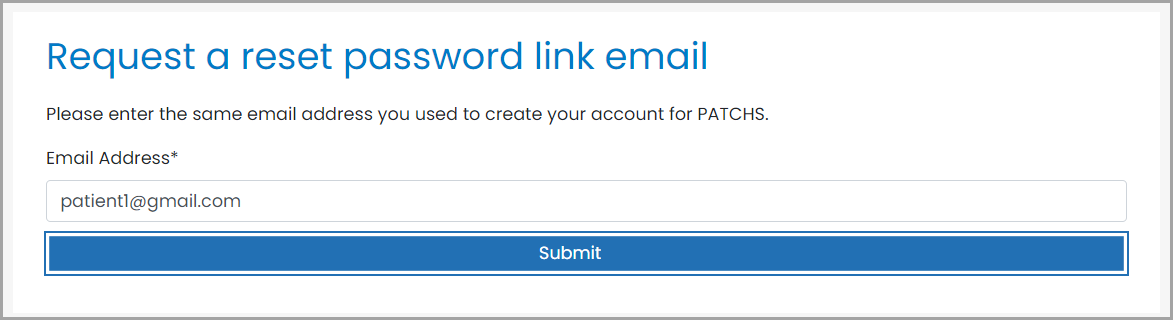 Request a reset password link email
Please enter the same email address you used to create your account for PATCHS.
Email Address*
patient1@gmail.com
Submit